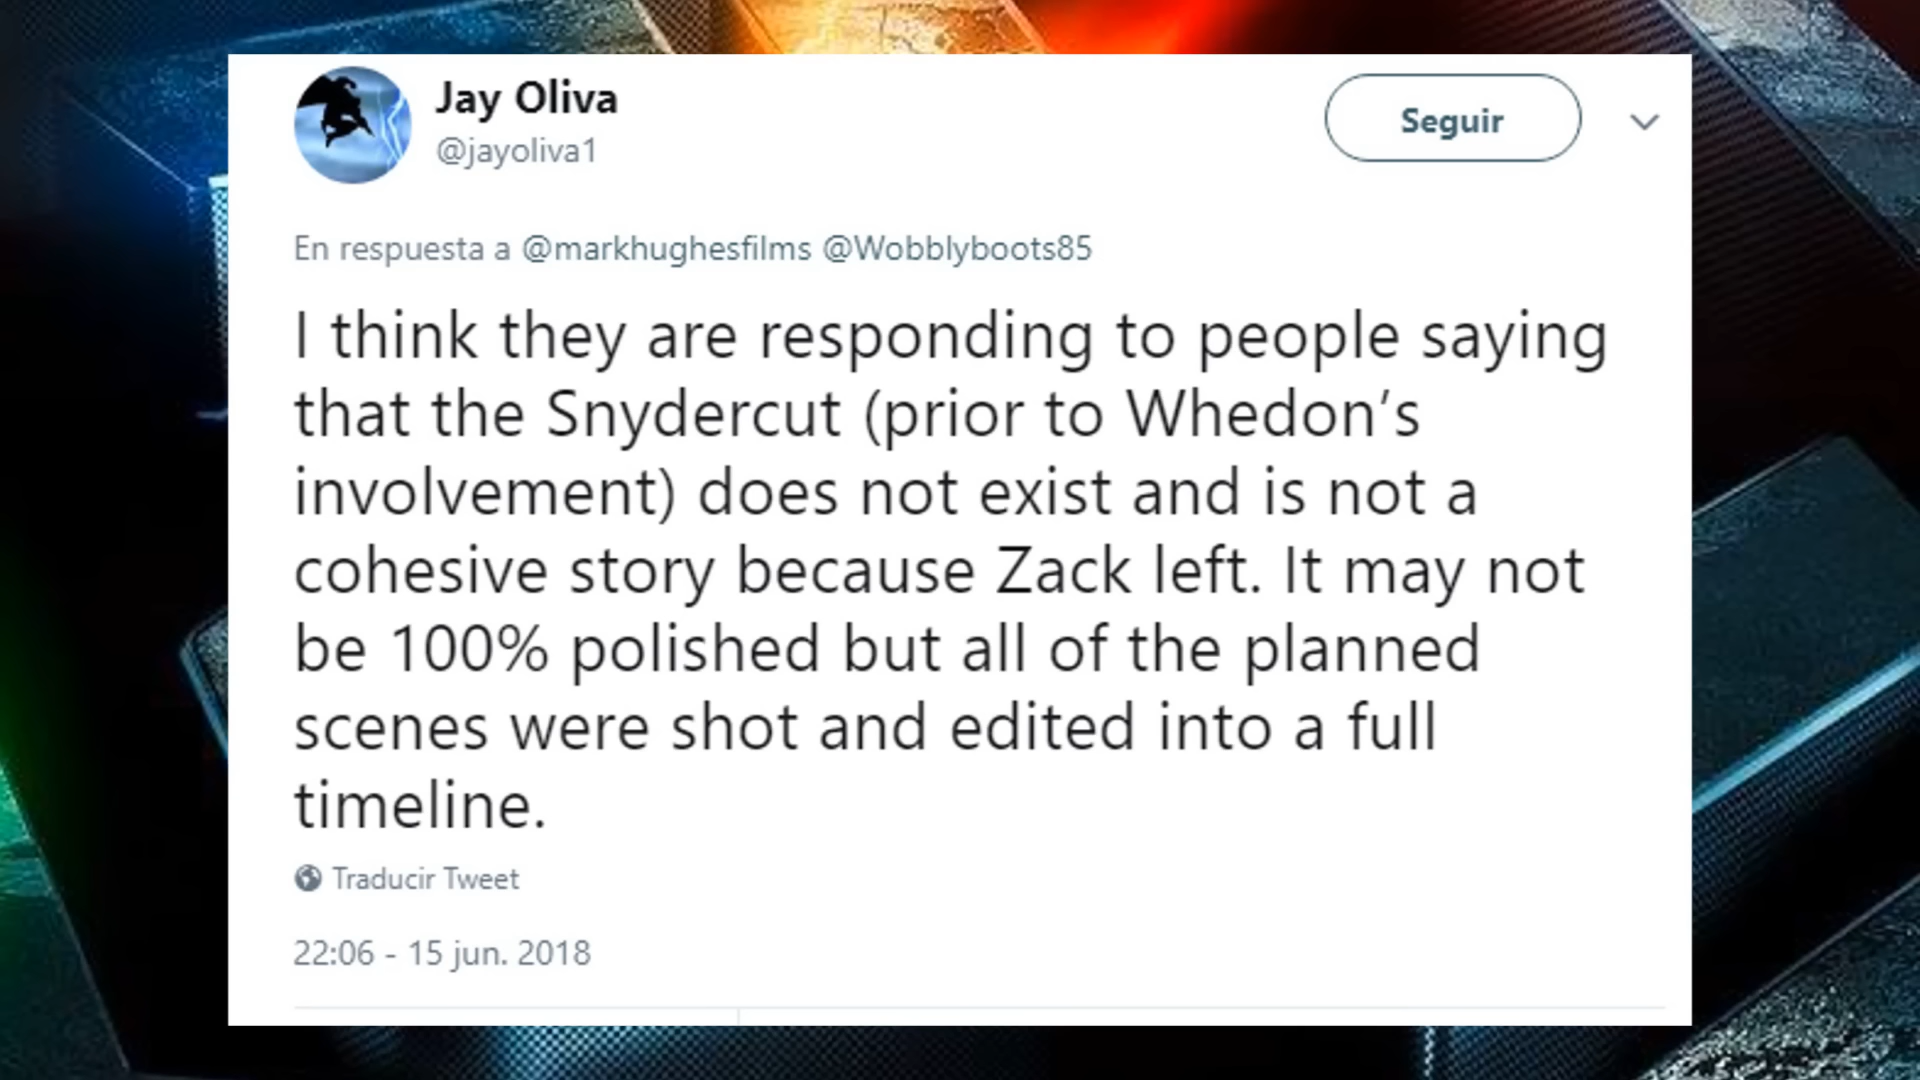 Jay Oliva
@jayoliva1
Seguir
En respuesta a @markhughesfilms @Wobblyboots85
I think they are responding to people saying
that the Snydercut (prior to Whedon’s
involvement) does not exist and is not a
cohesive story because Zack left. It may not
be 100% polished but all of the planned
scenes were shot and edited into a full
timeline.
Traducir Tweet
22:06 - 15 jun. 2018